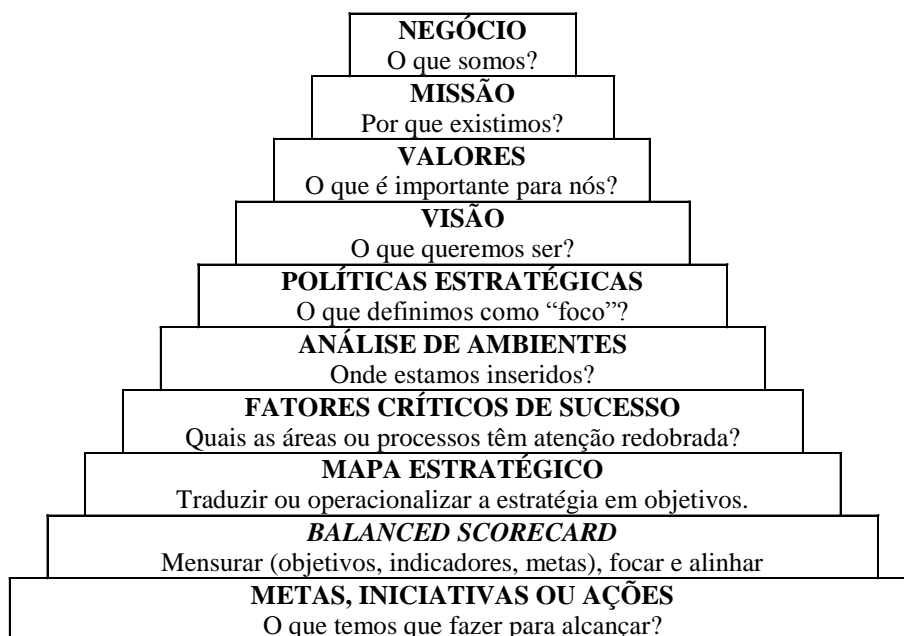 NEGÓCIO
O que somos?
MISSÃO
Por que existimos?
VALORES
O que é importante para nós?
VISÃO
O que queremos ser?
POLÍTICAS ESTRATÉGICAS
O que definimos como “foco”?
ANÁLISE DE AMBIENTES
Onde estamos inseridos?
FATORES CRÍTICOS DE SUCESSO
Quais as áreas ou processos têm atenção redobrada?
MAPA ESTRATÉGICO
Traduzir ou operacionalizar a estratégia em objetivos.
BALANCED SCORECARD
Mensurar (objetivos, indicadores, metas), focar e alinhar
METAS, INICIATIVAS OU AÇÕES
O que temos que fazer para alcançar?